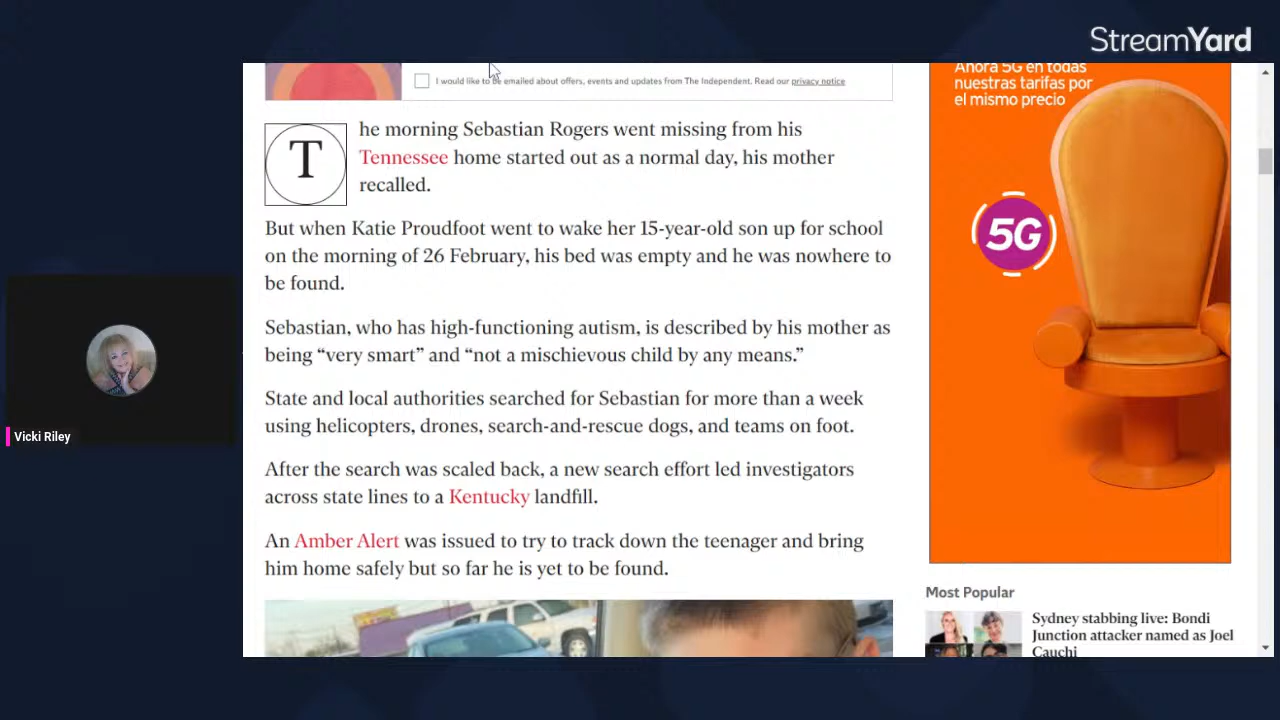 StreamYard
I would like to be emailed about offers, events and updates from The Independent. Read our privacy notice
The morning Sebastian Rogers went missing from his
Tennessee home started out as a normal day, his mother
recalled.
But when Katie Proudfoot went to wake her 15-year-old son up for school
on the morning of 26 February, his bed was empty and he was nowhere to
be found.
Sebastian, who has high-functioning autism, is described by his mother as
being “very smart” and “not a mischievous child by any means.”
State and local authorities searched for Sebastian for more than a week
using helicopters, drones, search-and-rescue dogs, and teams on foot.
After the search was scaled back, a new search effort led investigators
across state lines to a Kentucky landfill.
An Amber Alert was issued to try to track down the teenager and bring
him home safely but so far he is yet to be found.
Ahora 5G en todas
nuestras tarifas por
el mismo precio
5G
Most Popular
Sydney stabbing live: Bondi
Junction attacker named as Joel
Cauchi
Vicki Riley